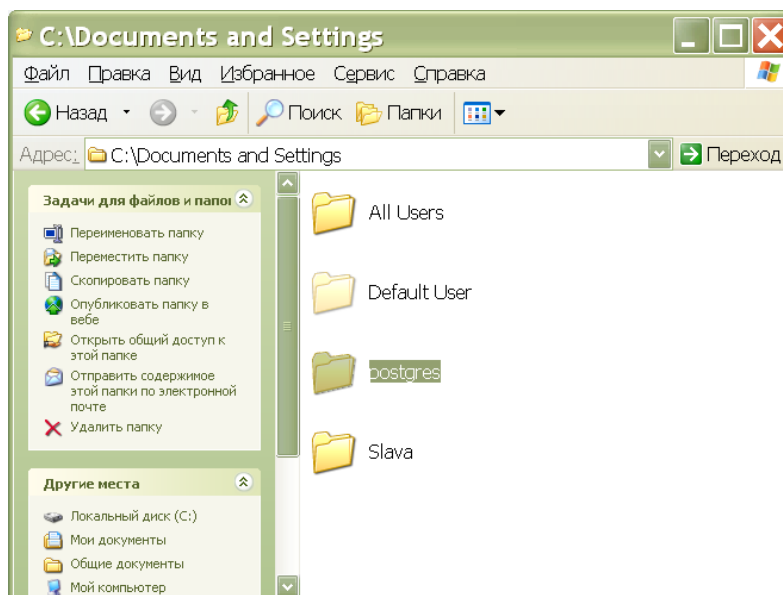 C:\Documents and Settings
Файл Правка Вид Избранное Сервис Справка
Назад Поиск Папки
Адрес: C:\Documents and Settings Переход
Задачи для файлов и папо
Переименовать папку
Переместить папку
Скопировать папку
Опубликовать папку в
вебе
Открыть общий доступ к
этой папке
Отправить содержимое
этой папки по электронной
почте
Удалить папку
Другие места
Локальный диск (C:)
Мои документы
Общие документы
Мой компьютер
All Users
Default User
postgres
Slava